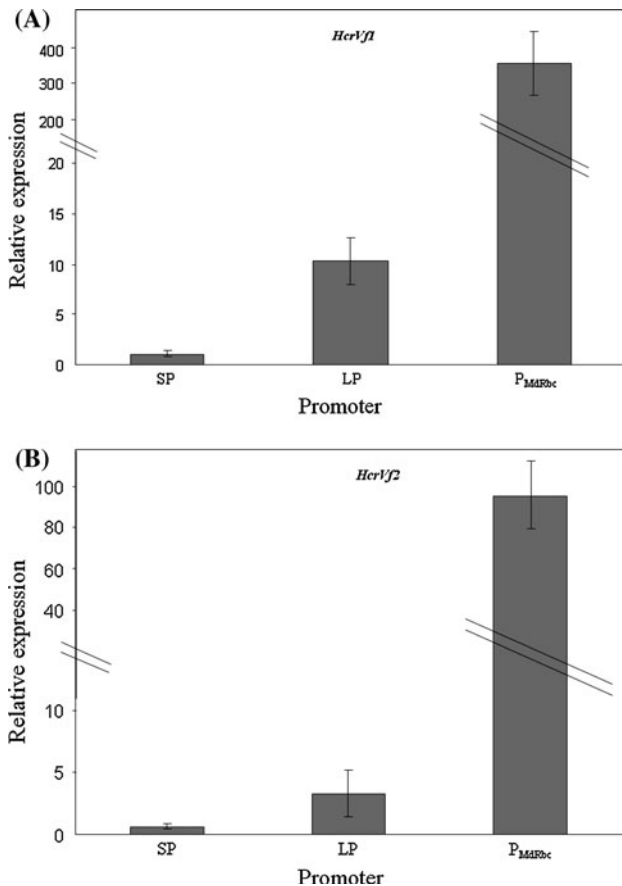 (A)
HcrVf1
Relative expression
400
300
200
20
15
10
5
0
SP LP PMdRbc
Promoter
(B)
HcrVf2
Relative expression
100
80
60
40
10
5
0
SP LP PMdRbc
Promoter